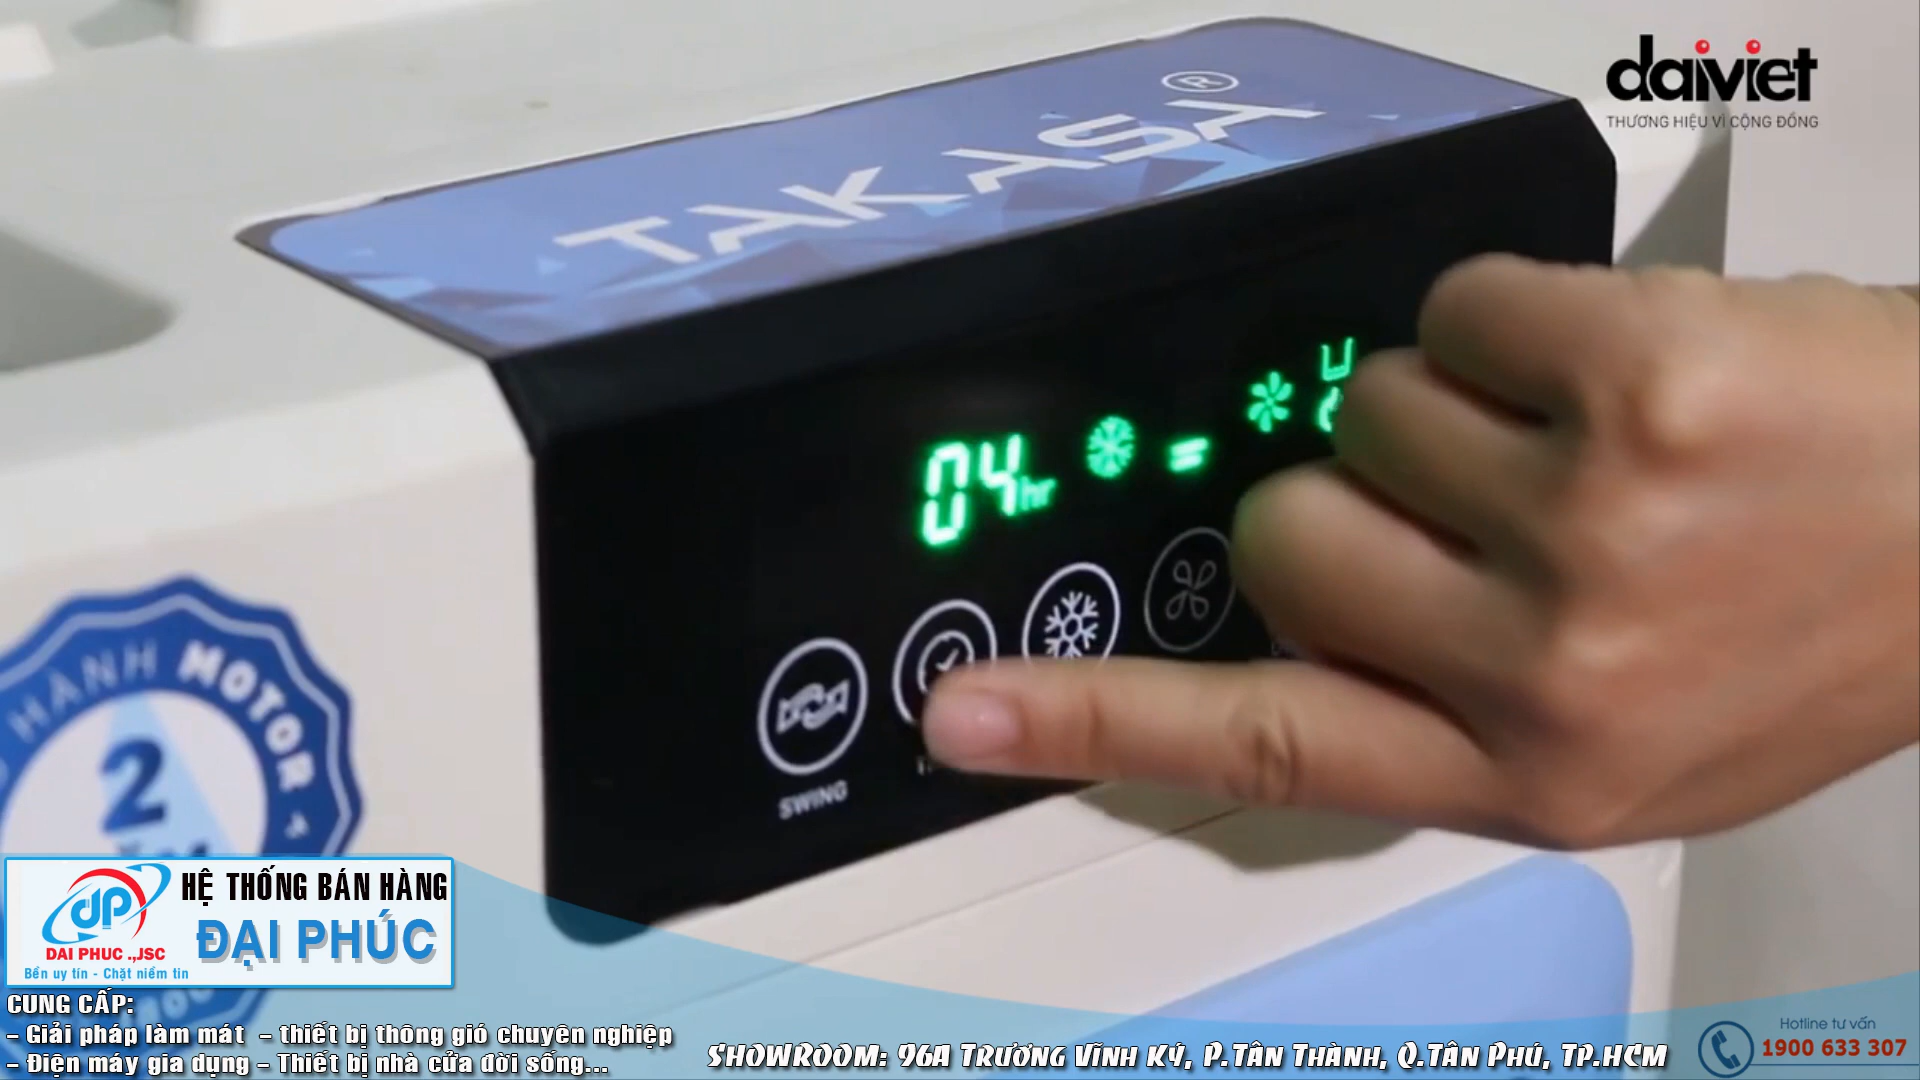 daiviet
THƯƠNG HIỆU VÌ CỘNG ĐỒNG
TAKASA®
04hr
SWING
HÀNH MOTOR
2
HỆ THỐNG BÁN HÀNG
ĐẠI PHÚC
dp
DAI PHUC .,JSC
Bền uy tín - Chặt niềm tin
CUNG CẤP:
- Giải pháp làm mát - thiết bị thông gió chuyên nghiệp
- Điện máy gia dụng - Thiết bị nhà cửa đời sống...
SHOWROOM: 96A TRƯƠNG VĨNH KÝ, P.TÂN THÀNH, Q.TÂN PHÚ, TP.HCM
Hotline tư vấn
1900 633 307